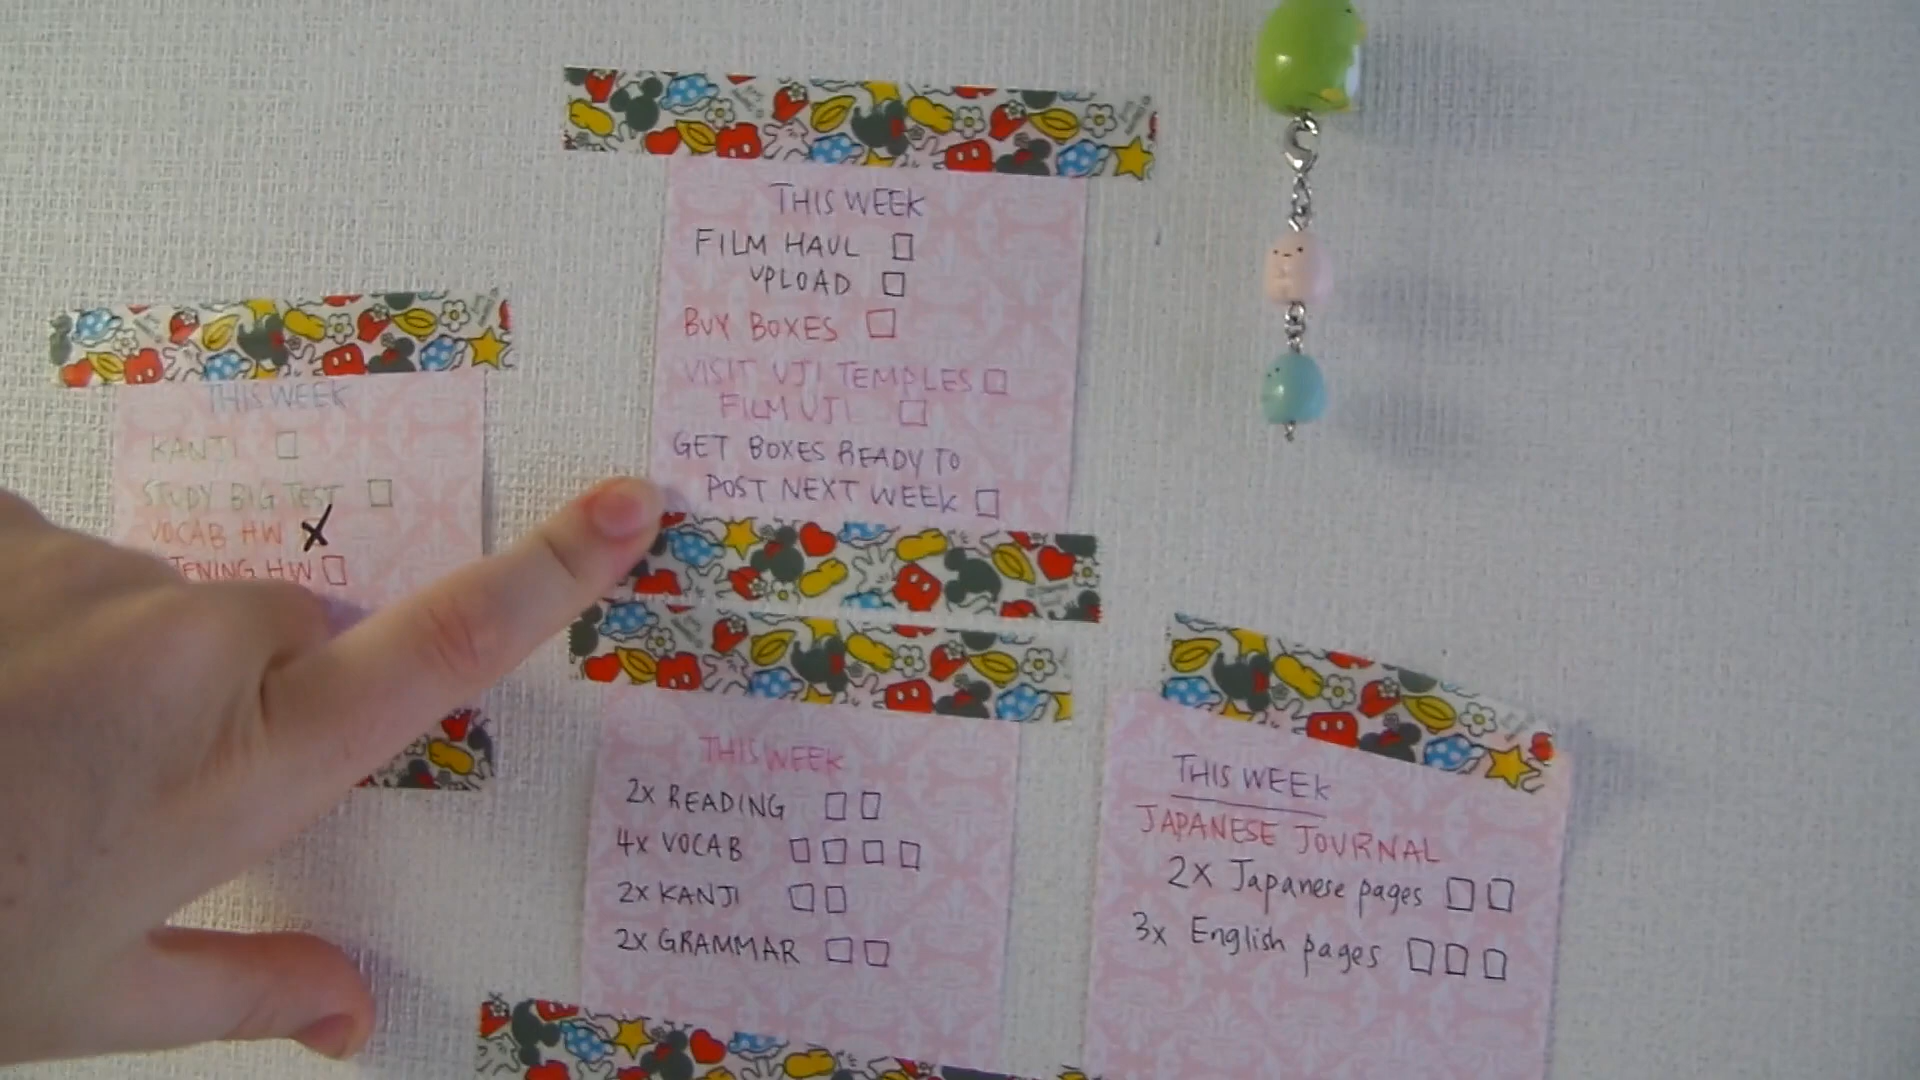 THIS WEEK
FILM HAUL
UPLOAD
BUY BOXES
VISIT UJI TEMPLES
FILM UJI
GET BOXES READY TO
POST NEXT WEEK
THIS WEEK
KANJI
STUDY BIG TEST
VOCAB HW
TENING HW
THIS WEEK
2x READING
4x VOCAB
2x KANJI
2x GRAMMAR
THIS WEEK
JAPANESE JOURNAL
2x Japanese pages
3x English pages